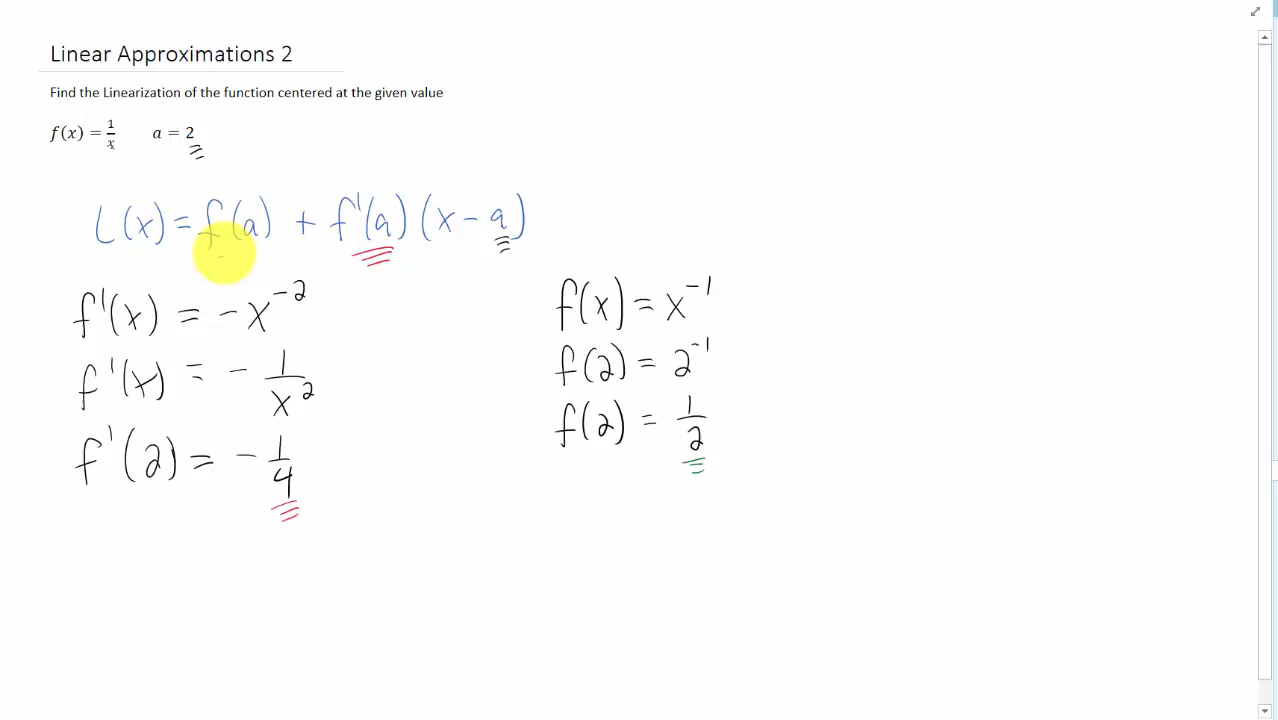 Linear Approximations 2
Find the Linearization of the function centered at the given value
f(x) = 1/x a = 2
L(x) = f(a) + f'(a) (x - a)
f'(x) = -x⁻²
f'(x) = - 1/x²
f'(2) = - 1/4
f(x) = x⁻¹
f(2) = 2⁻¹
f(2) = 1/2